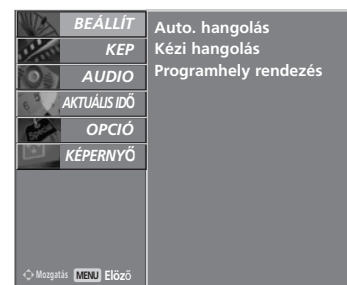 BEÁLLÍT
KEP
AUDIO
AKTUÁLIS IDŐ
OPCIÓ
KÉPERNYŐ
Auto. hangolás
Kézi hangolás
Programhely rendezés
Mozgatás MENU Előző